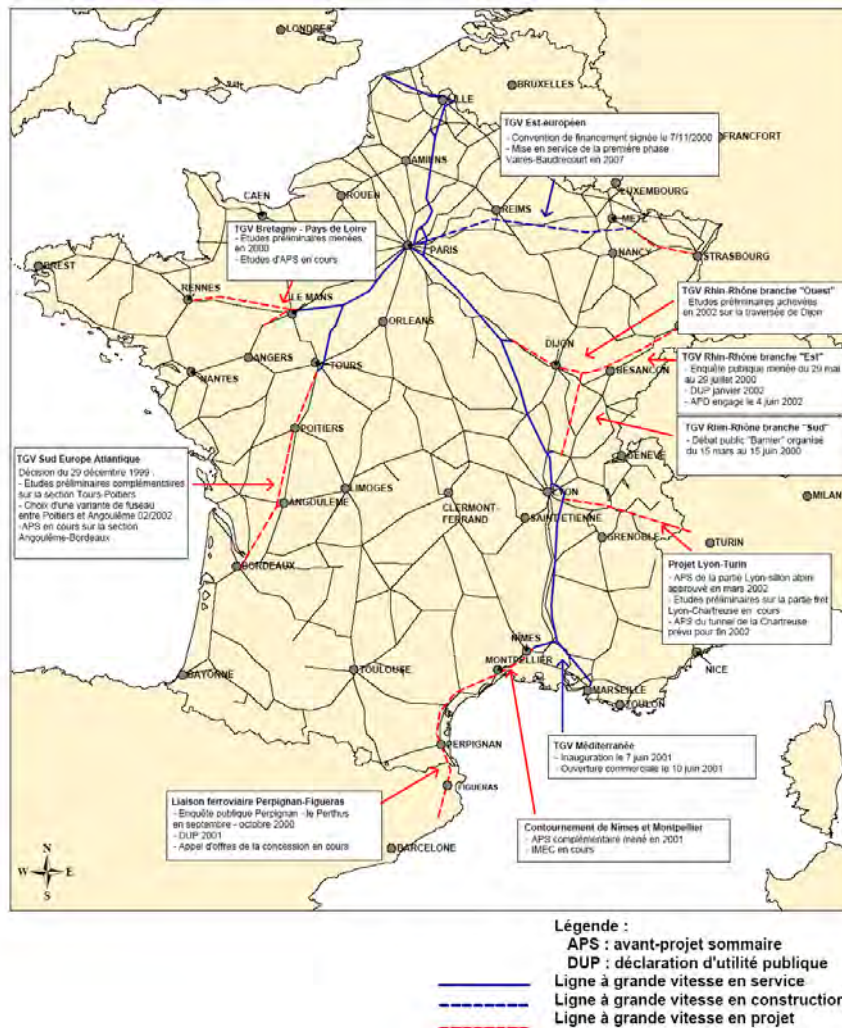 LONDRES
BRUXELLES
LILLE
FRANCFORT
TGV Est-européen
- Convention de financement signée le 7/11/2000
- Mise en service de la première phase
Vaires-Baudrecourt en 2007
AMIENS
LUXEMBOURG
ROUEN
CAEN
REIMS
METZ
PARIS
NANCY
STRASBOURG
TGV Bretagne - Pays de Loire
- Etudes préliminaires menées
en 2000
- Etudes d'APS en cours
BREST
RENNES
LE MANS
ORLEANS
TGV Rhin-Rhône branche "Ouest"
- Etudes préliminaires achevées
en 2002 sur la traversée de Dijon
DIJON
ANGERS
TOURS
NANTES
BESANCON
TGV Rhin-Rhône branche "Est"
- Enquête publique menée du 29 mai
au 29 juillet 2000
- DUP janvier 2002
- APD engagé le 4 juin 2002
TGV Rhin-Rhône branche "Sud"
- Débat public "Barnier" organisé
du 15 mars au 15 juin 2000
POITIERS
GENEVE
TGV Sud Europe Atlantique
Décision du 29 décembre 1999 :
- Etudes préliminaires complémentaires
sur la section Tours-Poitiers
- Choix d'une variante de fuseau
entre Poitiers et Angoulême 02/2002
-APS en cours sur la section
Angoulême-Bordeaux
LIMOGES
ANGOULEME
CLERMONT-
FERRAND
LYON
SAINT-ETIENNE
MILAN
GRENOBLE
TURIN
BORDEAUX
Projet Lyon-Turin
- APS de la partie Lyon-sillon alpin
approuvé en mars 2002
- Etudes préliminaires sur la partie fret
Lyon-Chartreuse en cours
- APS du tunnel de la Chartreuse
prévu pour fin 2002
NÎMES
MONTPELLIER
NICE
BAYONNE
TOULOUSE
MARSEILLE
TOULON
PERPIGNAN
TGV Méditerranée
- Inauguration le 7 juin 2001
- Ouverture commerciale le 10 juin 2001
FIGUERAS
Liaison ferroviaire Perpignan-Figueras
- Enquête publique Perpignan - le Perthus
en septembre - octobre 2000
- DUP 2001
- Appel d'offres de la concession en cours
Contournement de Nîmes et Montpellier
- APS complémentaire mené en 2001
- IMEC en cours
BARCELONE
N
W E
S
Légende :
APS : avant-projet sommaire
DUP : déclaration d'utilité publique
Ligne à grande vitesse en service
Ligne à grande vitesse en construction
Ligne à grande vitesse en projet